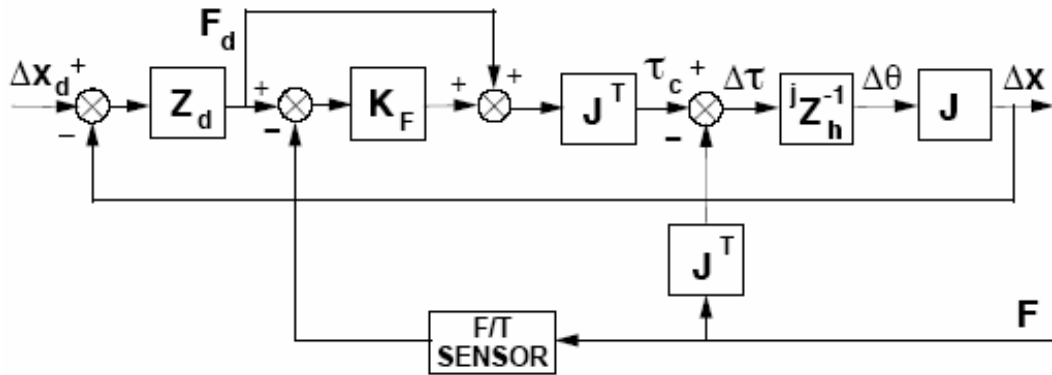 F_d
Δx_d +
−
Z_d
+
−
K_F
+
+
J^T
τ_c +
−
Δτ
^jZ_h^-1
Δθ
J
Δx
J^T
F/T
SENSOR
F